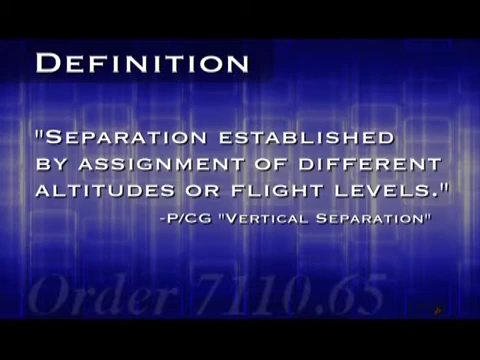 DEFINITION
"SEPARATION ESTABLISHED
BY ASSIGNMENT OF DIFFERENT
ALTITUDES OR FLIGHT LEVELS."
-P/CG "VERTICAL SEPARATION"
Order 7110.65